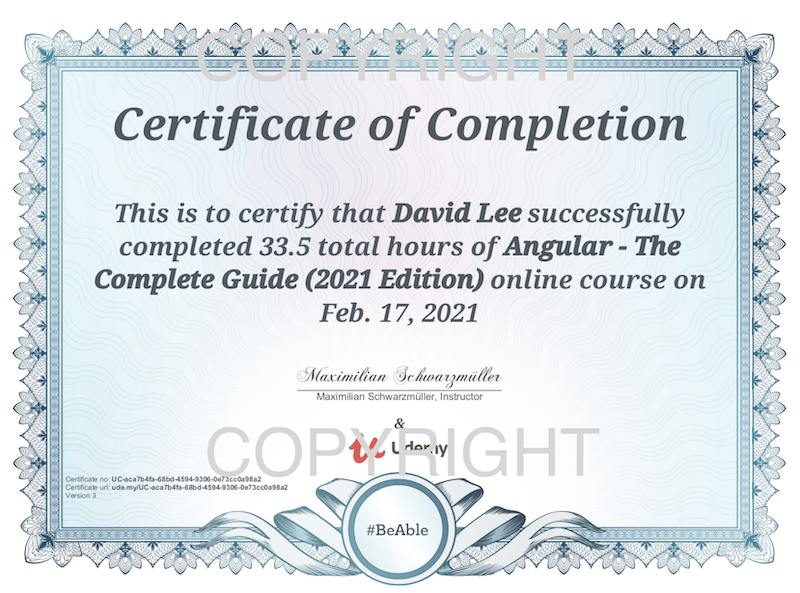 COPYRIGHT
Certificate of Completion
This is to certify that David Lee successfully
completed 33.5 total hours of Angular - The
Complete Guide (2021 Edition) online course on
Feb. 17, 2021
Maximilian Schwarzmüller
Maximilian Schwarzmüller, Instructor
&
Udemy
COPYRIGHT
Certificate no: UC-aca7b4fa-68bd-4594-9306-0e73cc0a98a2
Certificate url: ude.my/UC-aca7b4fa-68bd-4594-9306-0e73cc0a98a2
Version 3
#BeAble